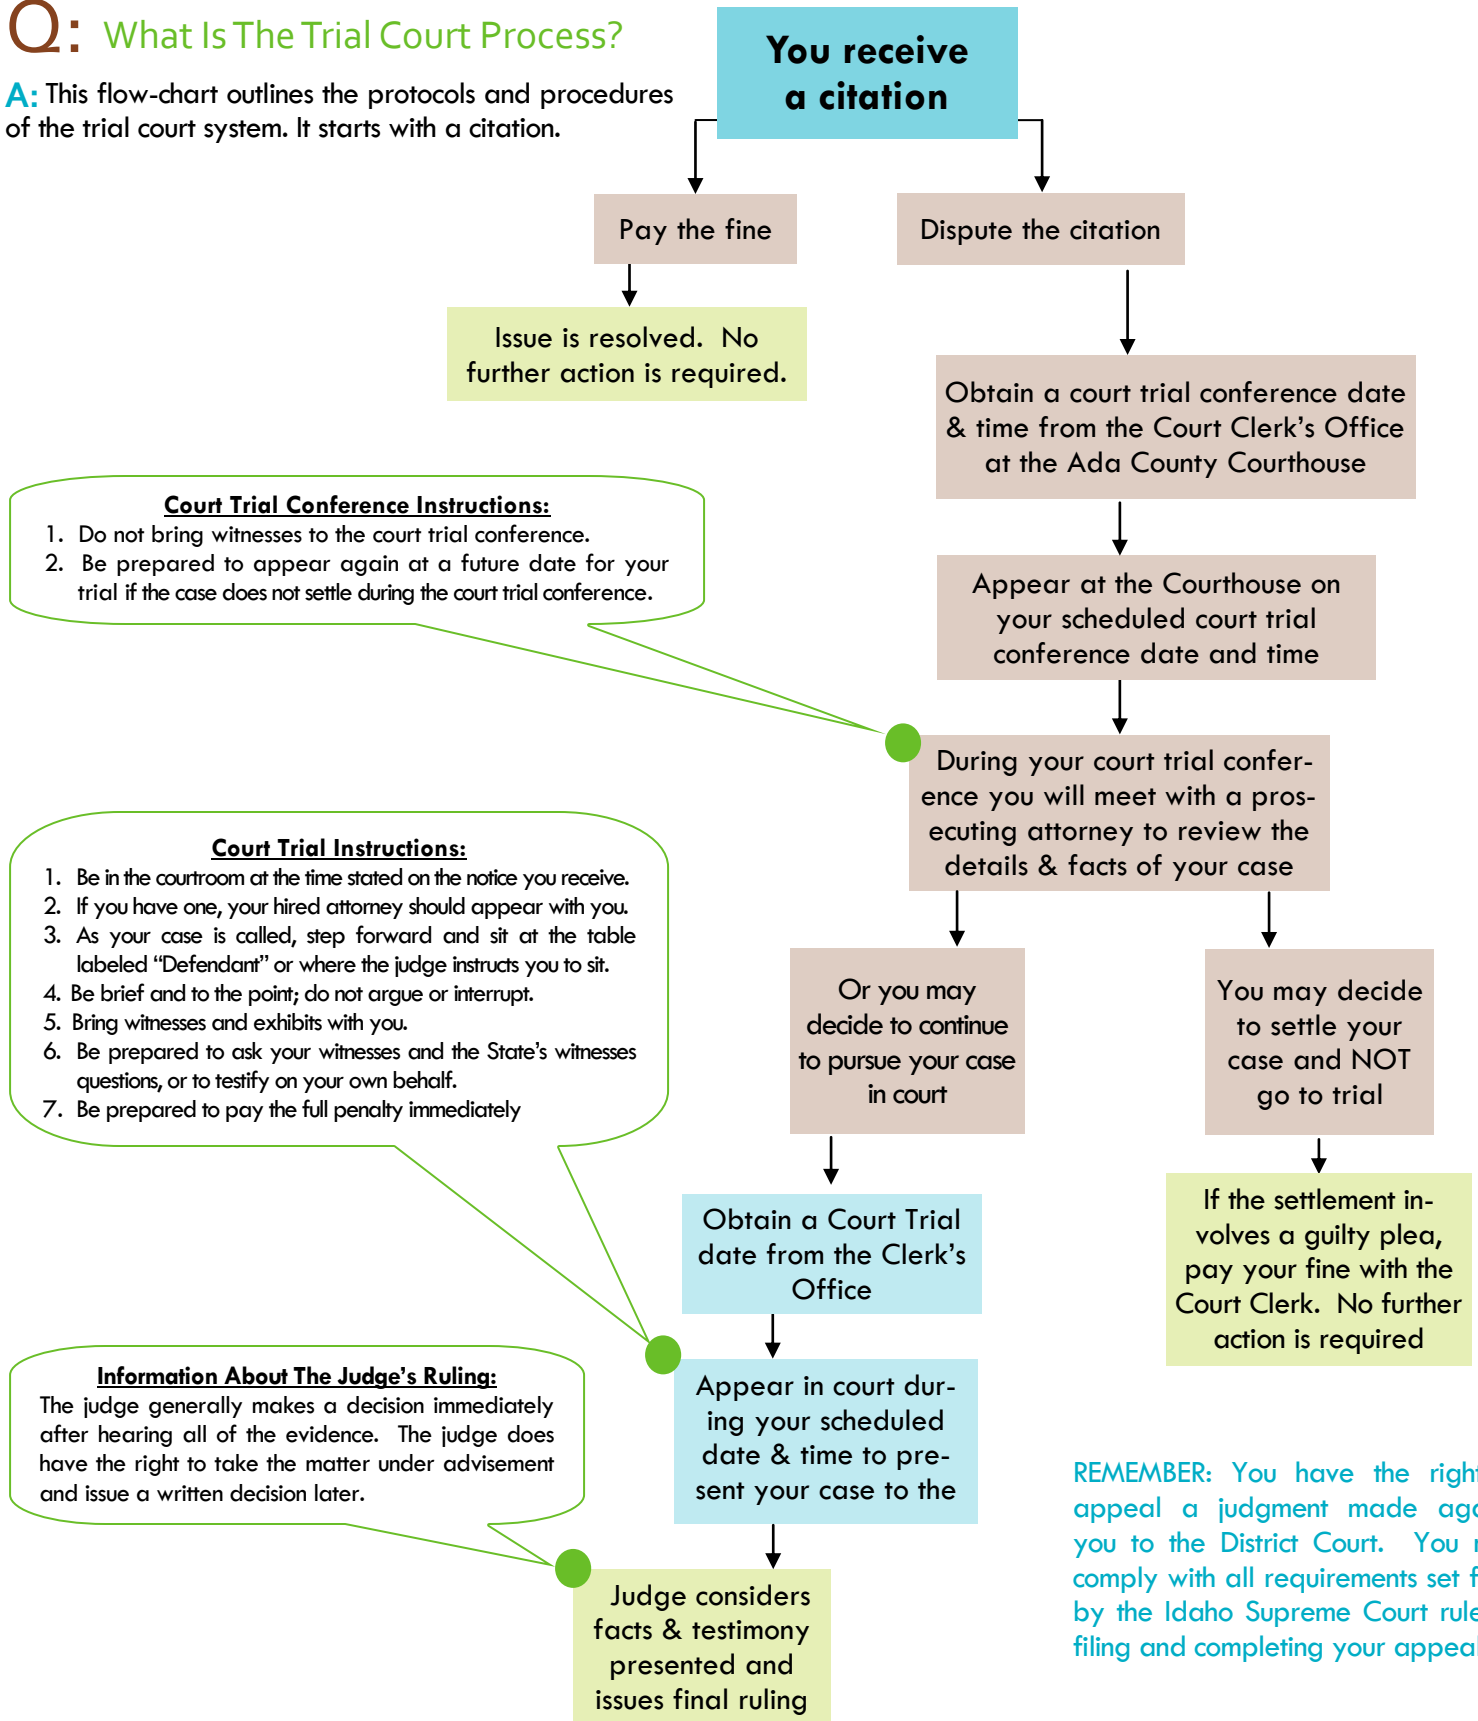 Q: What Is The Trial Court Process?
A: This flow-chart outlines the protocols and procedures
of the trial court system. It starts with a citation.
You receive
a citation
Pay the fine
Dispute the citation
Issue is resolved.  No
further action is required.
Obtain a court trial conference date
& time from the Court Clerk’s Office
at the Ada County Courthouse
Court Trial Conference Instructions:
1. Do not bring witnesses to the court trial conference.
2. Be prepared to appear again at a future date for your
trial if the case does not settle during the court trial conference.
Appear at the Courthouse on
your scheduled court trial
conference date and time
During your court trial confer-
ence you will meet with a pros-
ecuting attorney to review the
details & facts of your case
Court Trial Instructions:
1. Be in the courtroom at the time stated on the notice you receive.
2. If you have one, your hired attorney should appear with you.
3. As your case is called, step forward and sit at the table
labeled “Defendant” or where the judge instructs you to sit.
4. Be brief and to the point; do not argue or interrupt.
5. Bring witnesses and exhibits with you.
6. Be prepared to ask your witnesses and the State’s witnesses
questions, or to testify on your own behalf.
7. Be prepared to pay the full penalty immediately
Or you may
decide to continue
to pursue your case
in court
You may decide
to settle your
case and NOT
go to trial
Obtain a Court Trial
date from the Clerk’s
Office
If the settlement in-
volves a guilty plea,
pay your fine with the
Court Clerk.  No further
action is required
Information About The Judge’s Ruling:
The judge generally makes a decision immediately
after hearing all of the evidence.  The judge does
have the right to take the matter under advisement
and issue a written decision later.
Appear in court dur-
ing your scheduled
date & time to pre-
sent your case to the
REMEMBER: You have the right
appeal a judgment made
you to the District Court.  You
comply with all requirements set
by the Idaho Supreme Court
filing and completing your appeal
Judge considers
facts & testimony
presented and
issues final ruling